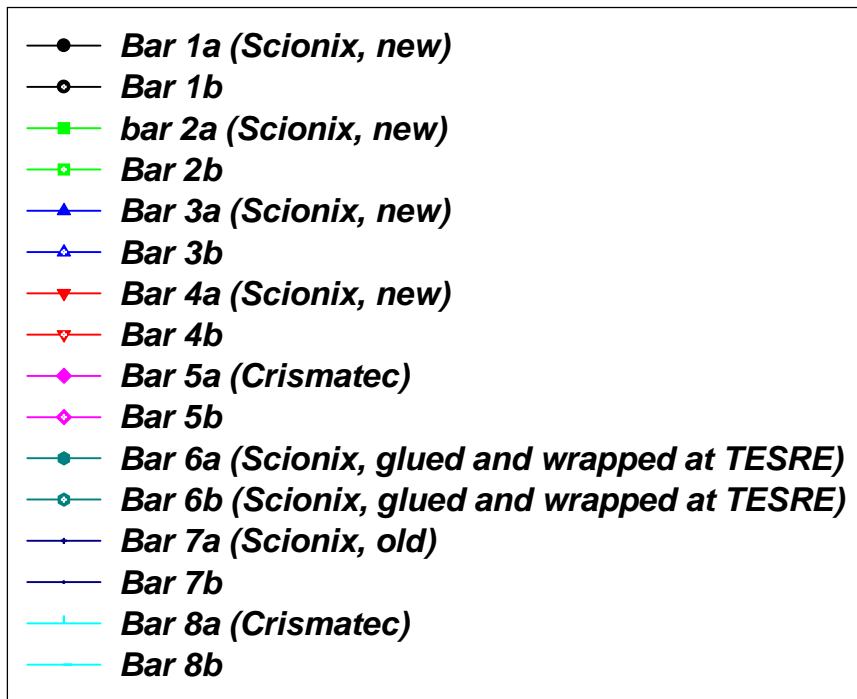 Bar 1a (Scionix, new)
Bar 1b
bar 2a (Scionix, new)
Bar 2b
Bar 3a (Scionix, new)
Bar 3b
Bar 4a (Scionix, new)
Bar 4b
Bar 5a (Crismatec)
Bar 5b
Bar 6a (Scionix, glued and wrapped at TESRE)
Bar 6b (Scionix, glued and wrapped at TESRE)
Bar 7a (Scionix, old)
Bar 7b
Bar 8a (Crismatec)
Bar 8b